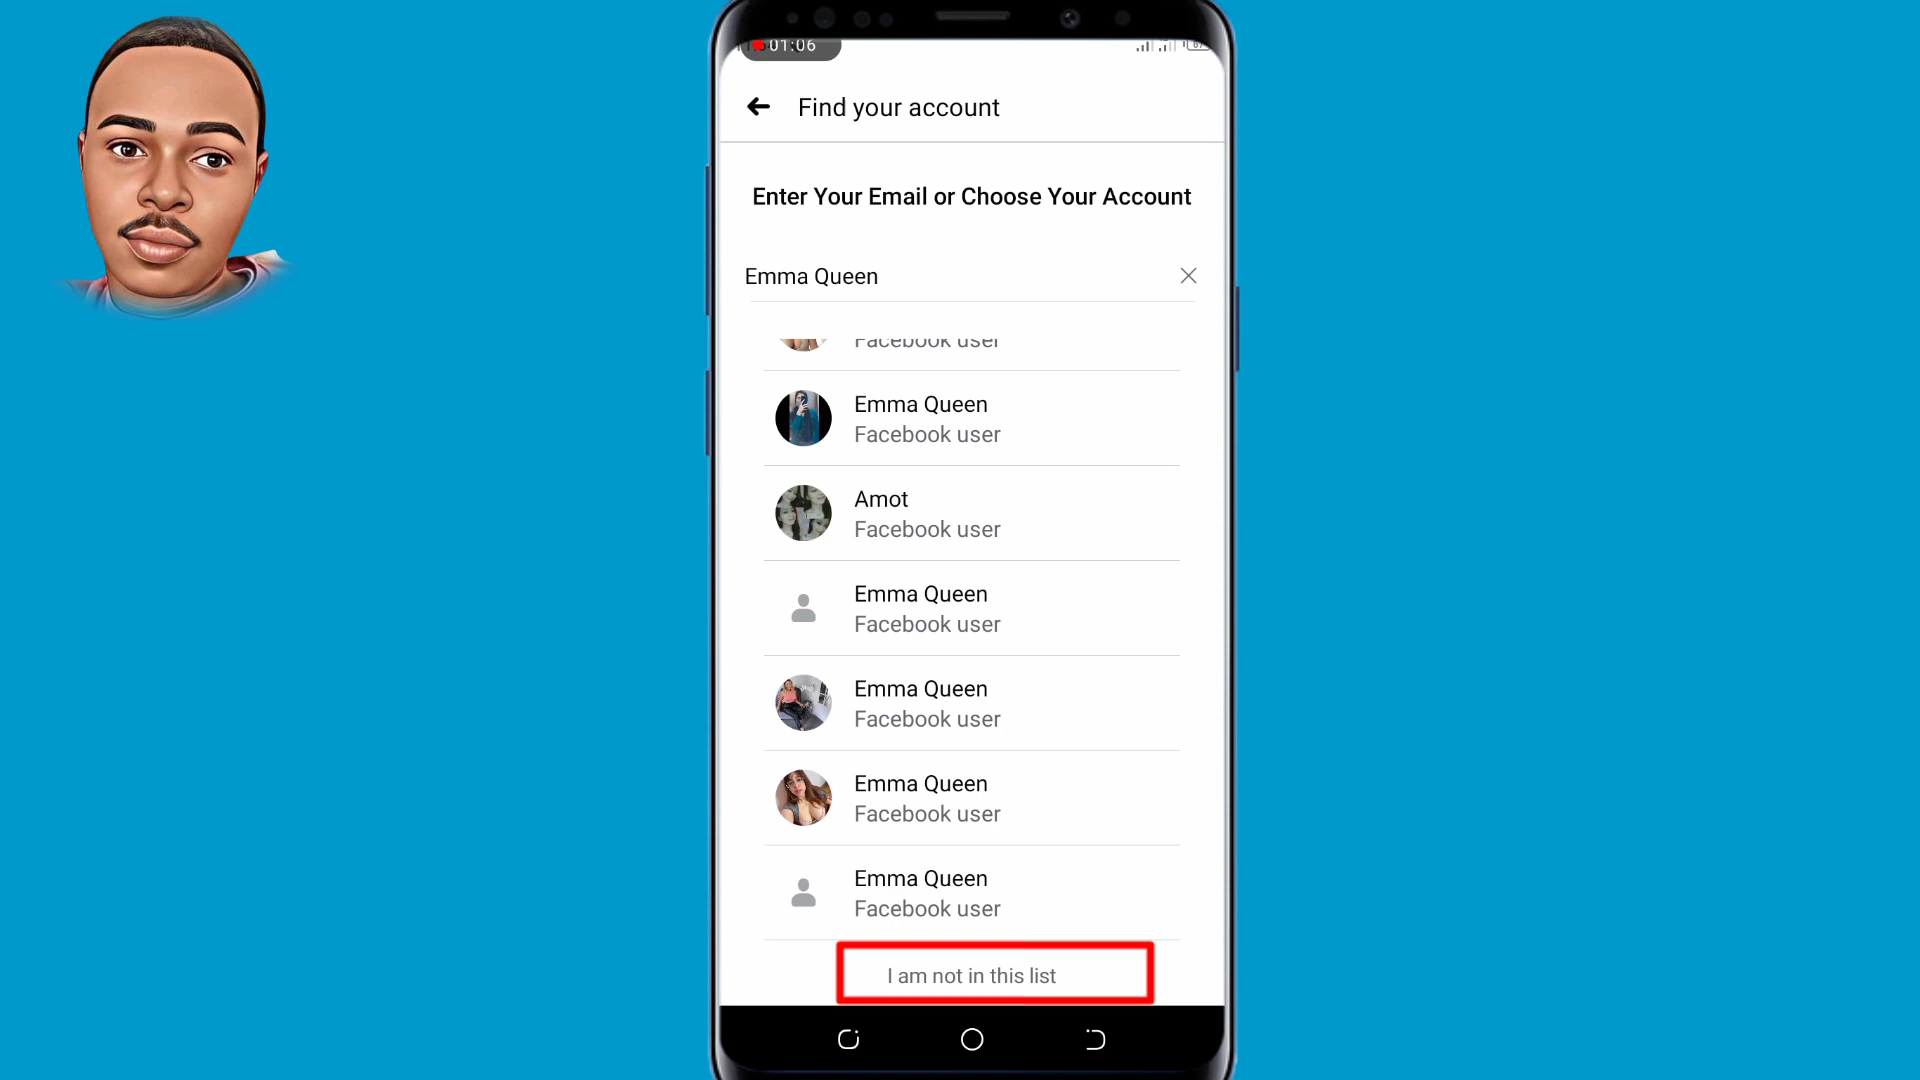 01:06
Find your account
Enter Your Email or Choose Your Account
Emma Queen
Facebook user
Emma Queen
Facebook user
Amot
Facebook user
Emma Queen
Facebook user
Emma Queen
Facebook user
Emma Queen
Facebook user
Emma Queen
Facebook user
I am not in this list